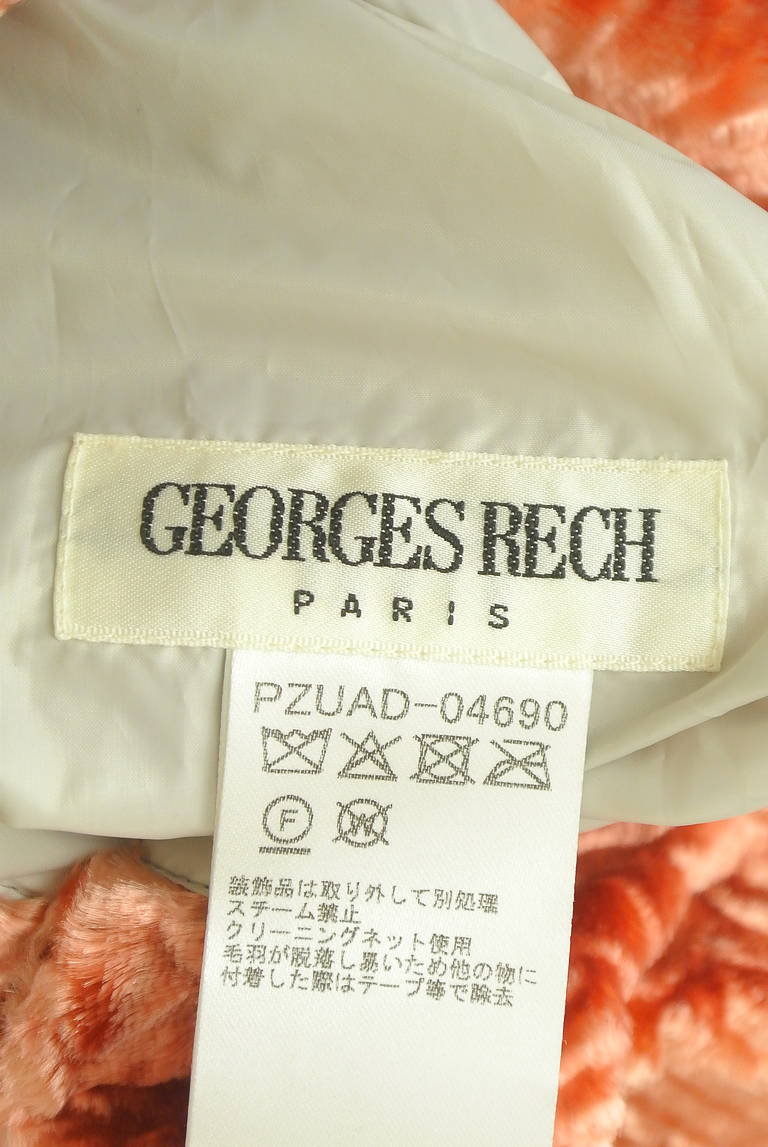 GEORGES RECH
PARIS
PZUAD-04690
F W
装飾品は取り外して別処理
スチーム禁止
クリーニングネット使用
毛羽が脱落し易いため他の物に
付着した際はテープ等で除去